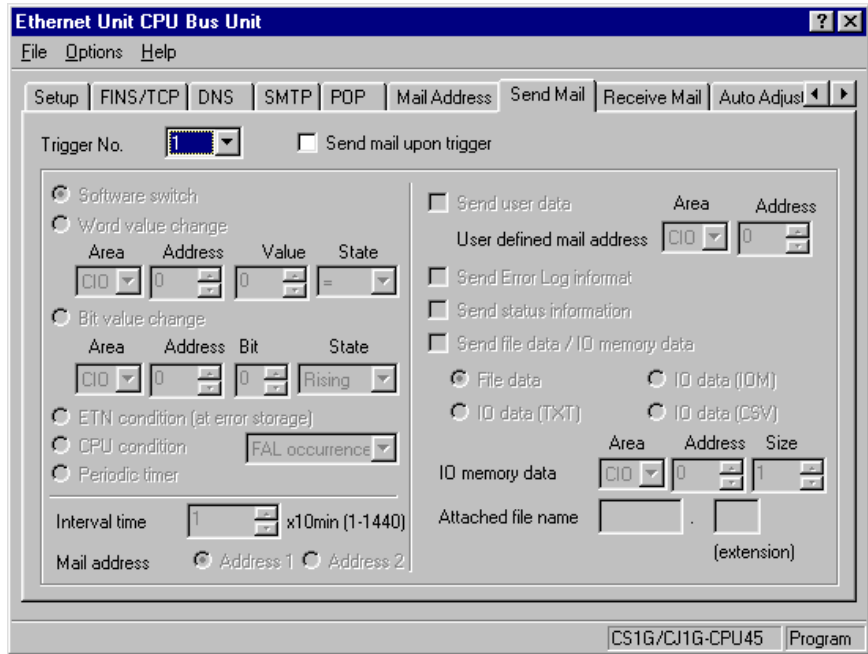 Ethernet Unit CPU Bus Unit
File Options Help
Setup FINS/TCP DNS SMTP POP Mail Address Send Mail Receive Mail Auto Adjust
Trigger No. 1 Send mail upon trigger
Software switch
Word value change
Area Address Value State
CIO 0 0 =
Bit value change
Area Address Bit State
CIO 0 0 Rising
ETN condition (at error storage)
CPU condition FAL occurrence
Periodic timer
Interval time 1 x10min (1-1440)
Mail address Address 1 Address 2
Send user data Area Address
User defined mail address CIO 0
Send Error Log informat
Send status information
Send file data / IO memory data
File data IO data (IOM)
IO data (TXT) IO data (CSV)
Area Address Size
IO memory data CIO 0 1
Attached file name .
(extension)
CS1G/CJ1G-CPU45 Program